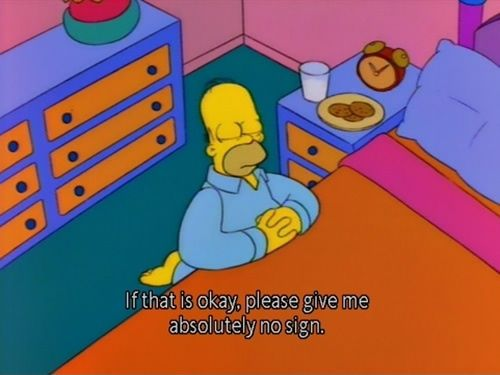 If that is okay, please give me
absolutely no sign.